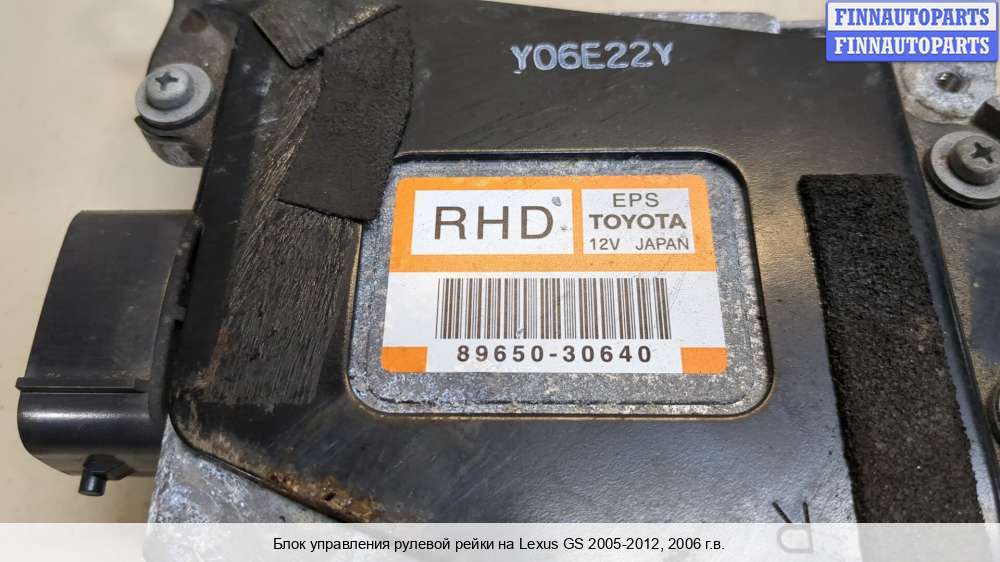 FINNAUTOPARTS
FINNAUTOPARTS
Y06E22Y
RHD
EPS
TOYOTA
12V JAPAN
89650-30640
R
Блок управления рулевой рейки на Lexus GS 2005-2012, 2006 г.в.